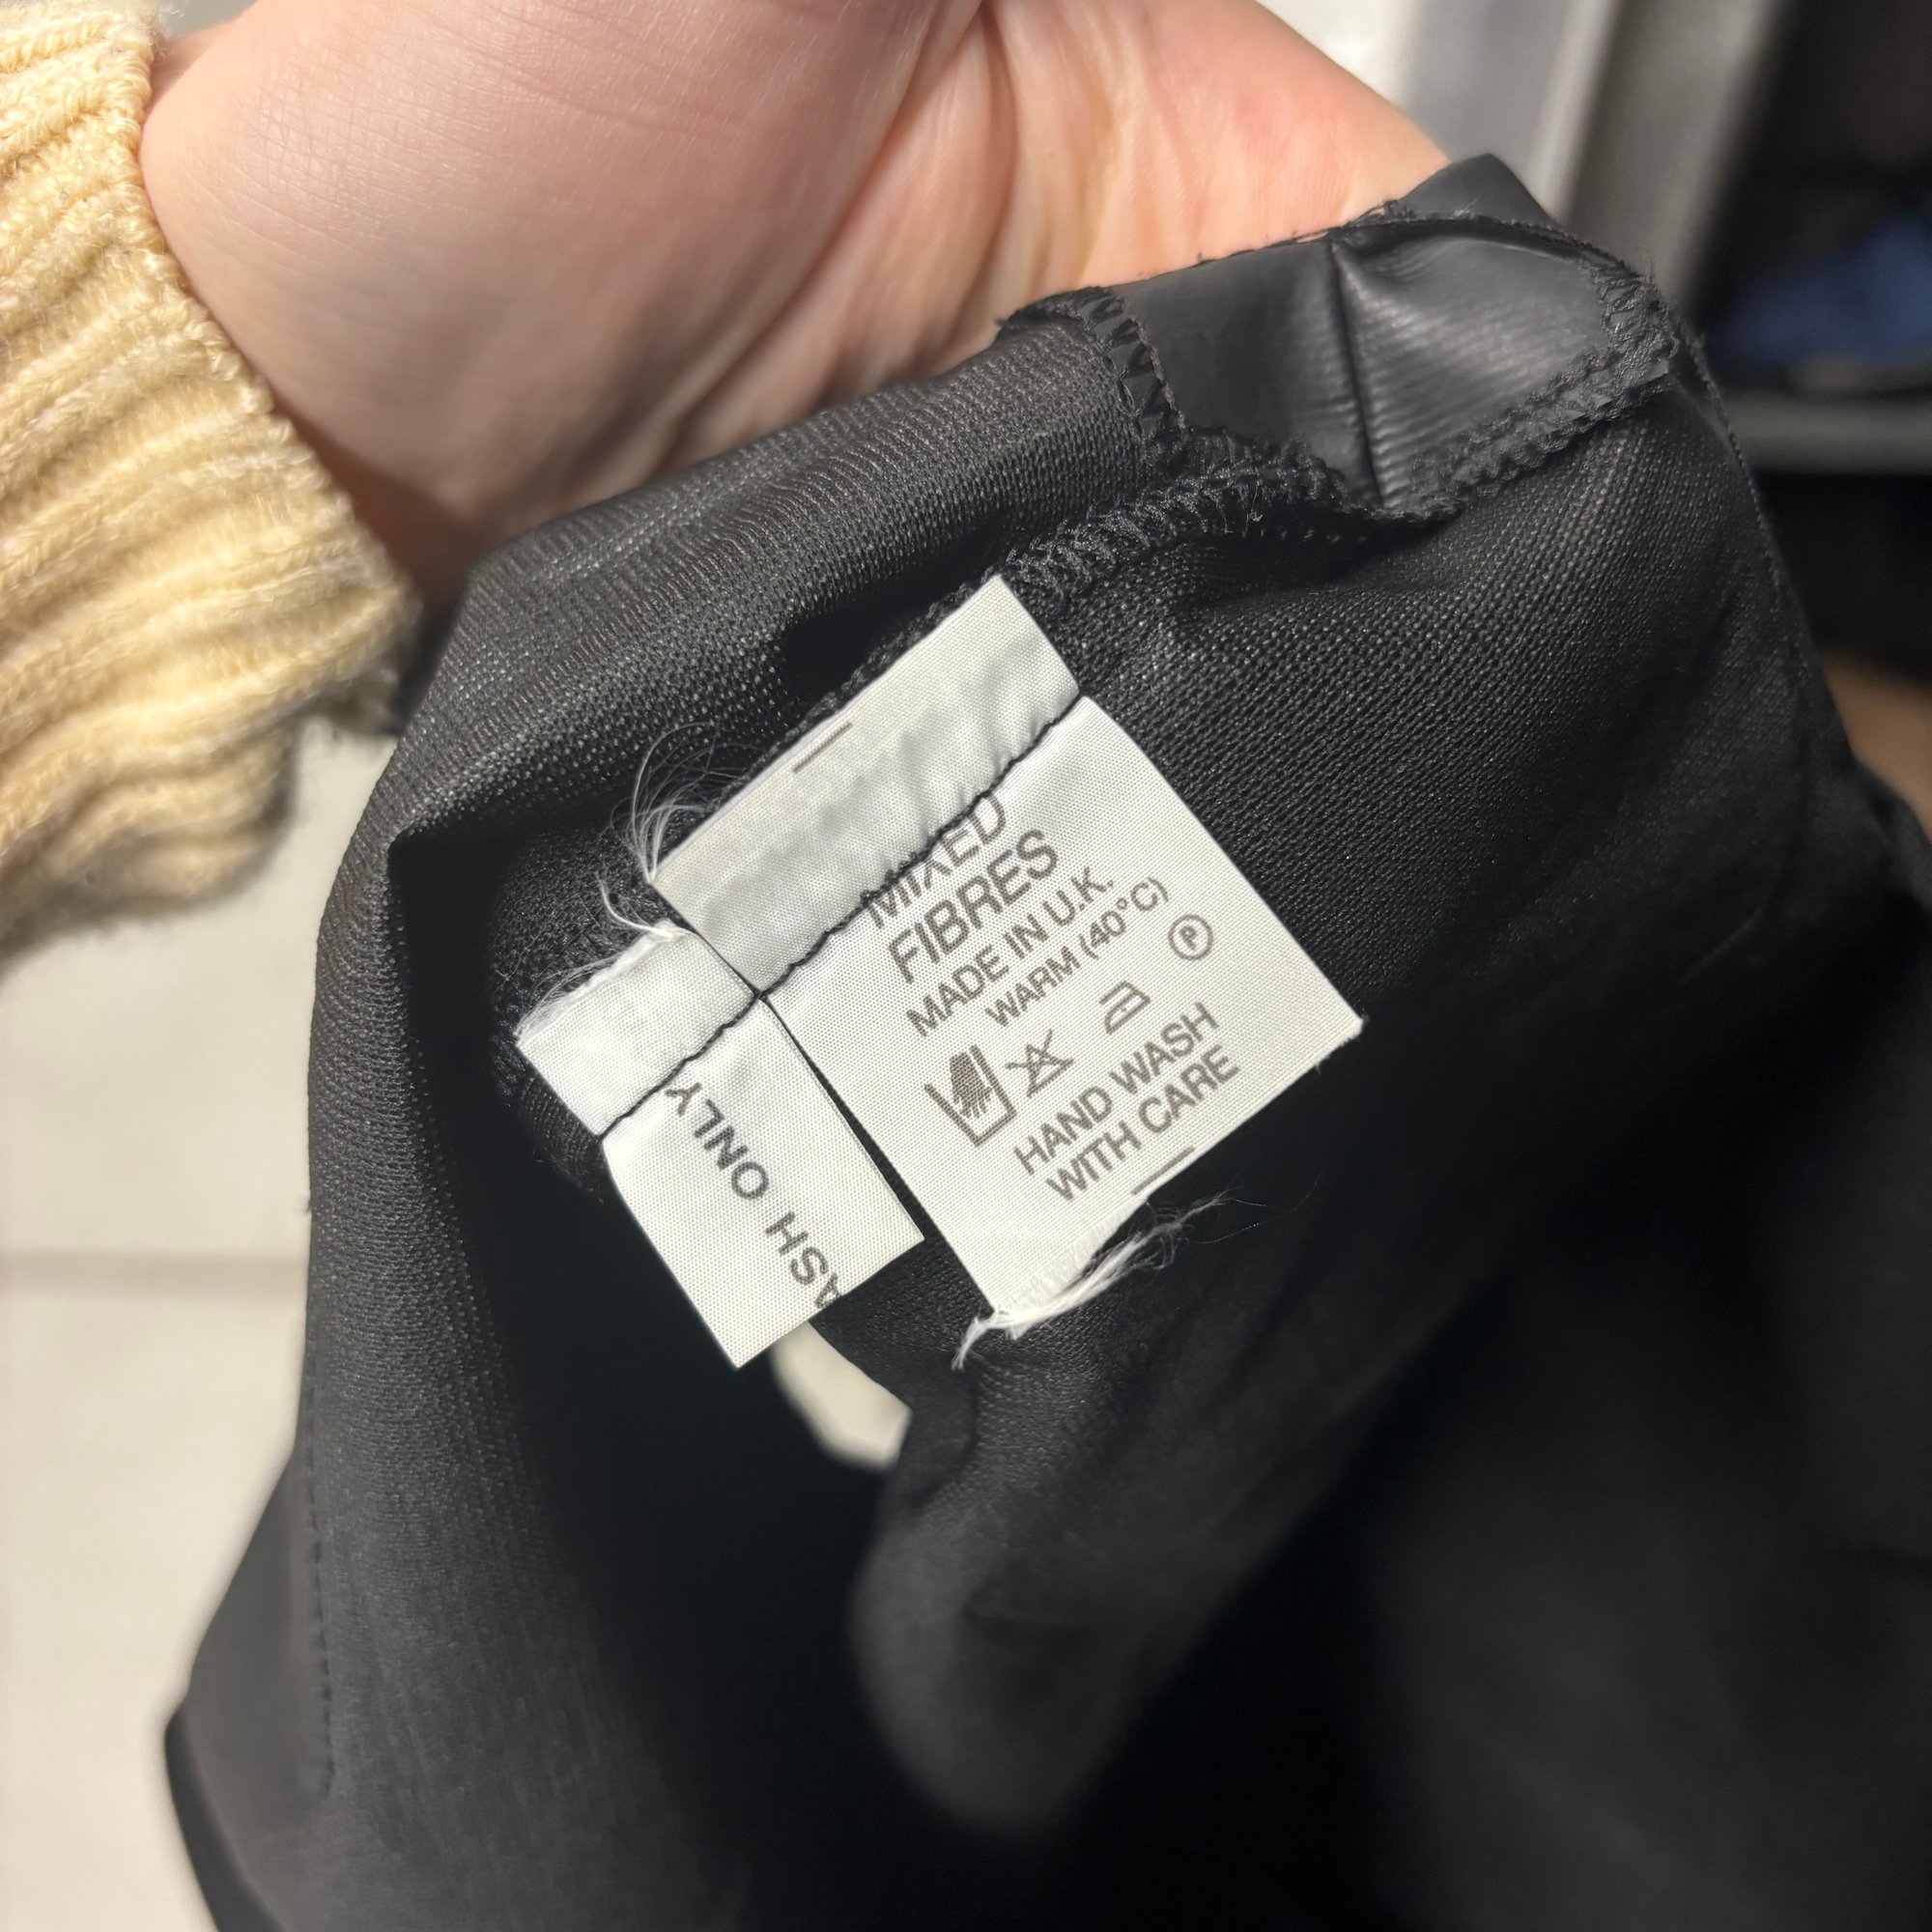 MIXED
FIBRES
MADE IN U.K.
WARM (40°C)
P
HAND WASH
WITH CARE
ASH ONLY